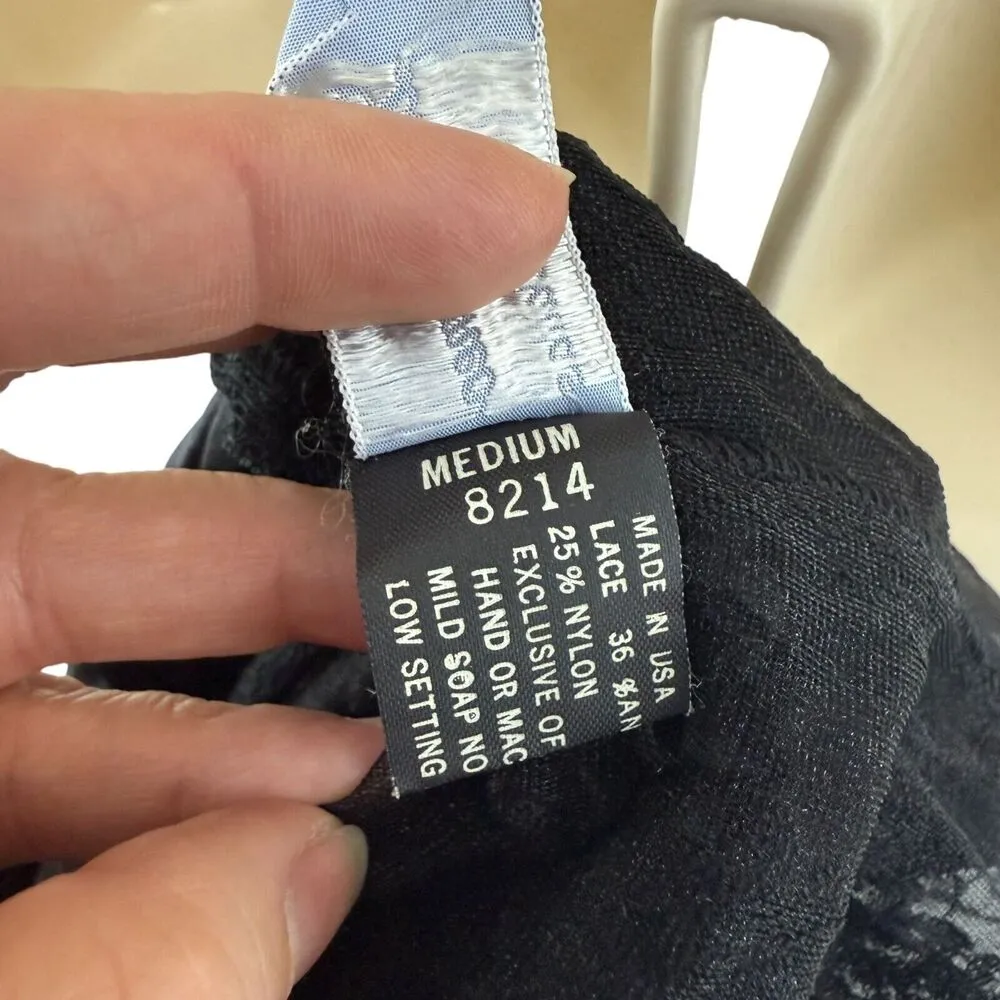 MEDIUM
8214
MADE IN USA
LACE 36 %AN
25% NYLON
EXCLUSIVE OF
HAND OR MAC
MILD SOAP NO
LOW SETTING